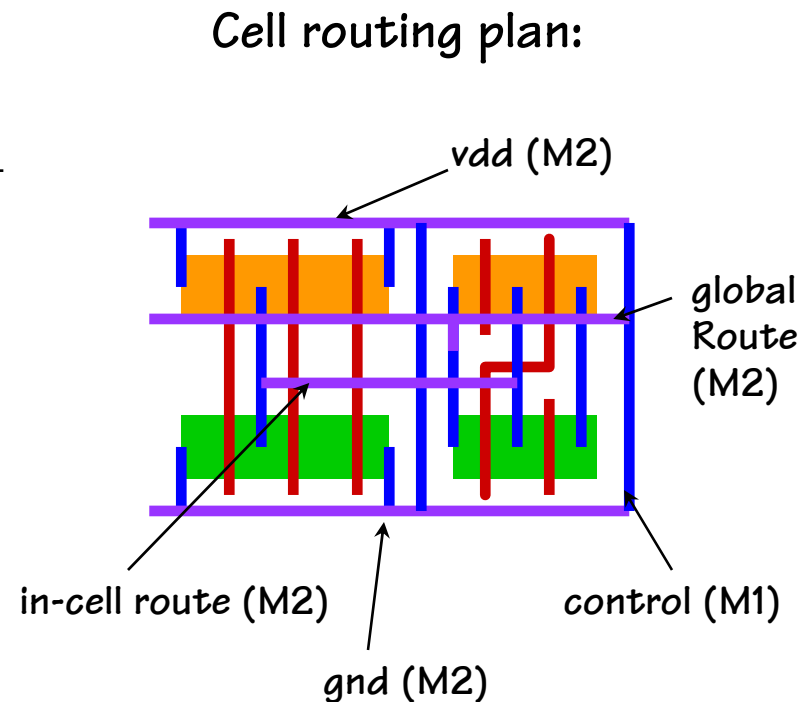 Cell routing plan:
vdd (M2)
global
Route
(M2)
in-cell route (M2)
control (M1)
gnd (M2)